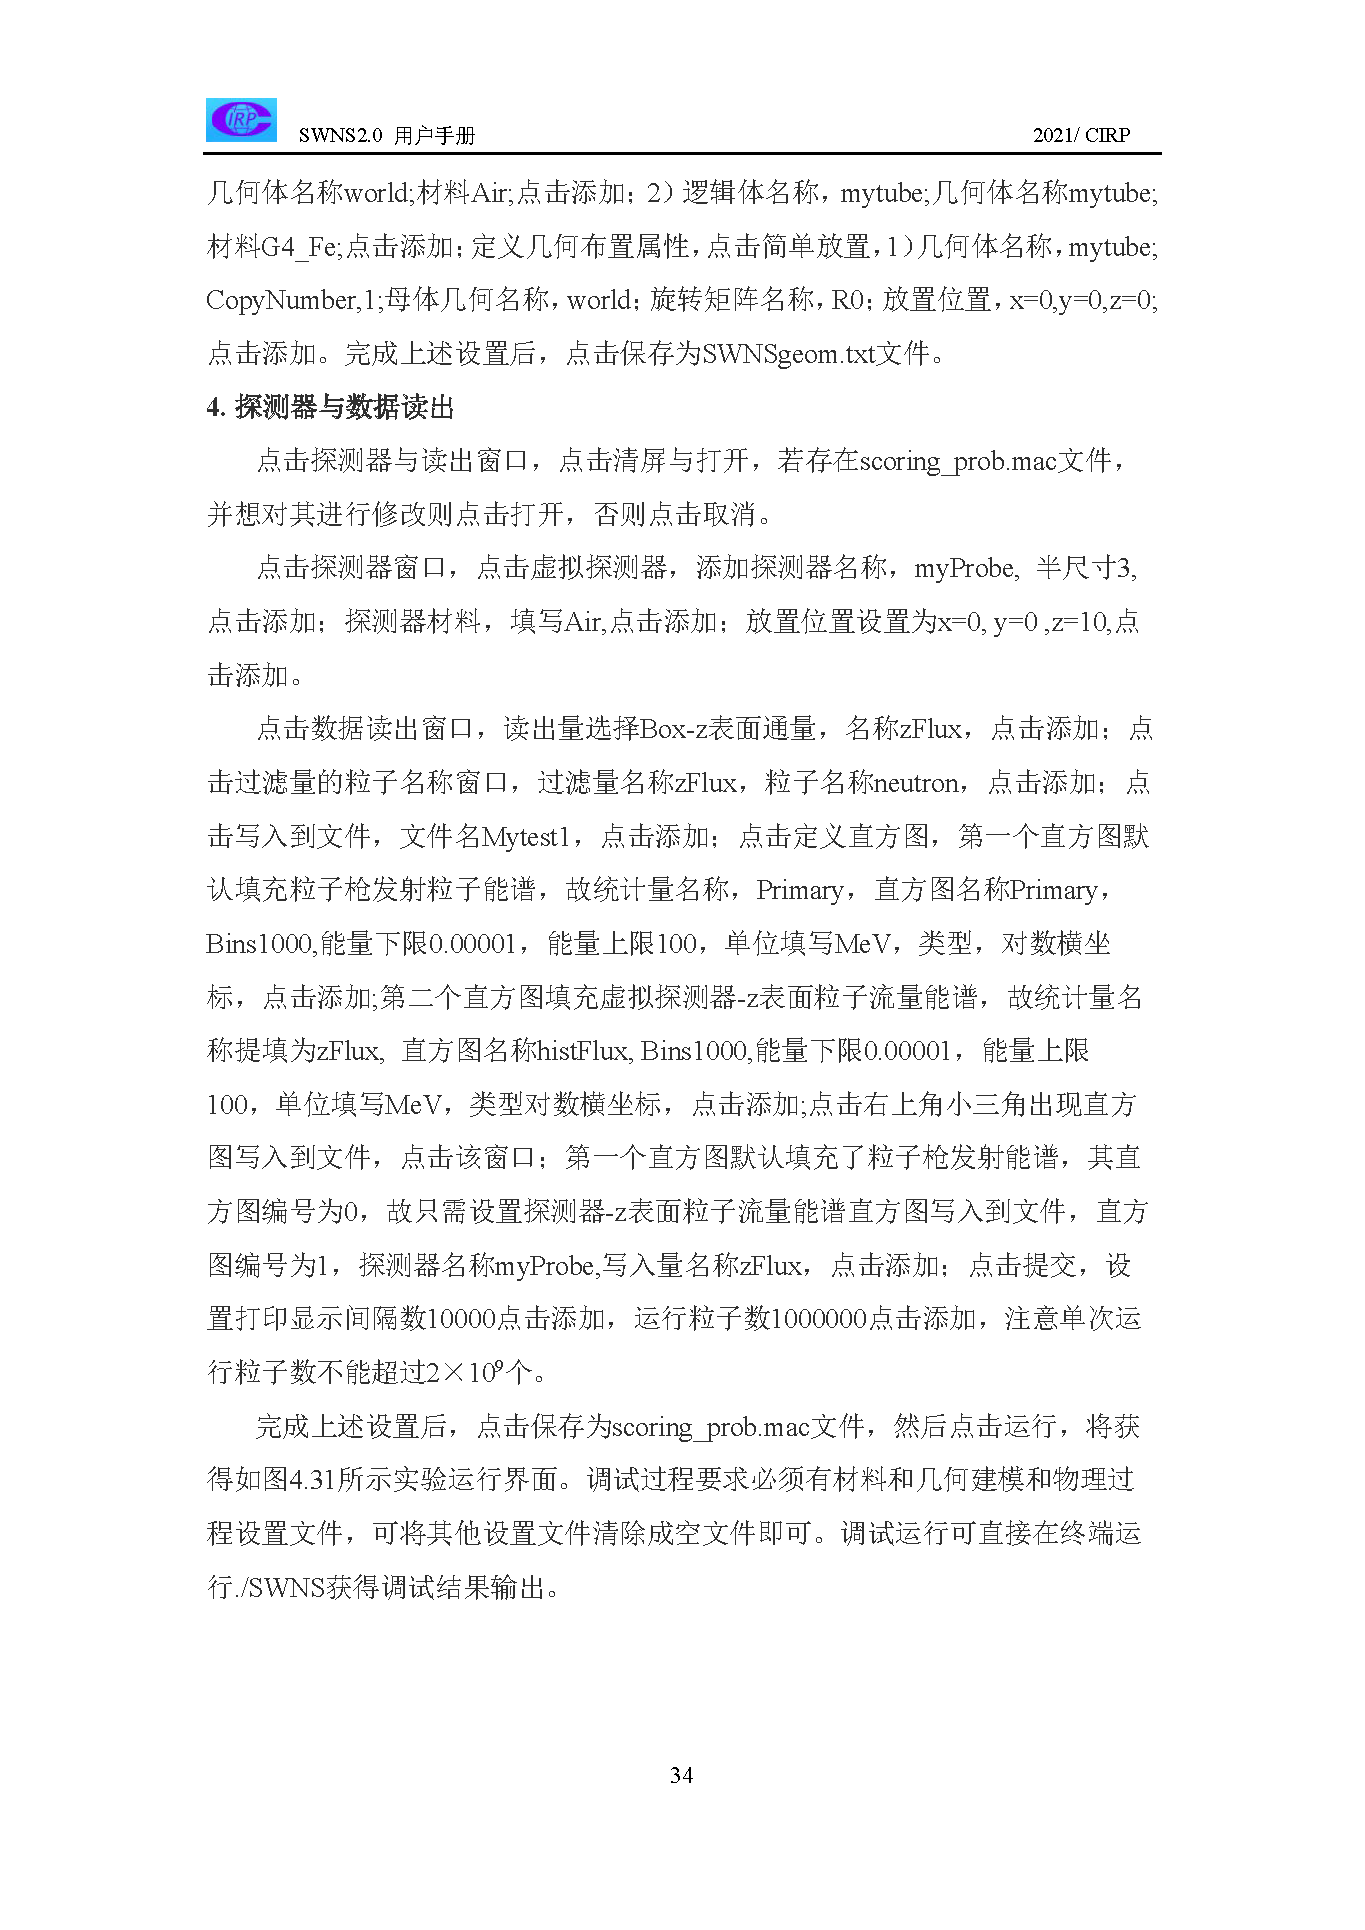 IRP
SWNS2.0 用户手册 2021/ CIRP
几何体名称world;材料Air;点击添加；2）逻辑体名称，mytube;几何体名称mytube;
材料G4_Fe;点击添加；定义几何布置属性，点击简单放置，1）几何体名称，mytube;
CopyNumber,1;母体几何名称，world；旋转矩阵名称，R0；放置位置，x=0,y=0,z=0;
点击添加。完成上述设置后，点击保存为SWNSgeom.txt文件。
4. 探测器与数据读出
点击探测器与读出窗口，点击清屏与打开，若存在scoring_prob.mac文件，
并想对其进行修改则点击打开，否则点击取消。
点击探测器窗口，点击虚拟探测器，添加探测器名称，myProbe, 半尺寸3,
点击添加；探测器材料，填写Air,点击添加；放置位置设置为x=0, y=0 ,z=10,点
击添加。
点击数据读出窗口，读出量选择Box-z表面通量，名称zFlux，点击添加；点
击过滤量的粒子名称窗口，过滤量名称zFlux，粒子名称neutron，点击添加；点
击写入到文件，文件名Mytest1，点击添加；点击定义直方图，第一个直方图默
认填充粒子枪发射粒子能谱，故统计量名称，Primary，直方图名称Primary，
Bins1000,能量下限0.00001，能量上限100，单位填写MeV，类型，对数横坐
标，点击添加;第二个直方图填充虚拟探测器-z表面粒子流量能谱，故统计量名
称提填为zFlux, 直方图名称histFlux, Bins1000,能量下限0.00001，能量上限
100，单位填写MeV，类型对数横坐标，点击添加;点击右上角小三角出现直方
图写入到文件，点击该窗口；第一个直方图默认填充了粒子枪发射能谱，其直
方图编号为0，故只需设置探测器-z表面粒子流量能谱直方图写入到文件，直方
图编号为1，探测器名称myProbe,写入量名称zFlux，点击添加；点击提交，设
置打印显示间隔数10000点击添加，运行粒子数1000000点击添加，注意单次运
行粒子数不能超过2×10⁹个。
完成上述设置后，点击保存为scoring_prob.mac文件，然后点击运行，将获
得如图4.31所示实验运行界面。调试过程要求必须有材料和几何建模和物理过
程设置文件，可将其他设置文件清除成空文件即可。调试运行可直接在终端运
行./SWNS获得调试结果输出。
34